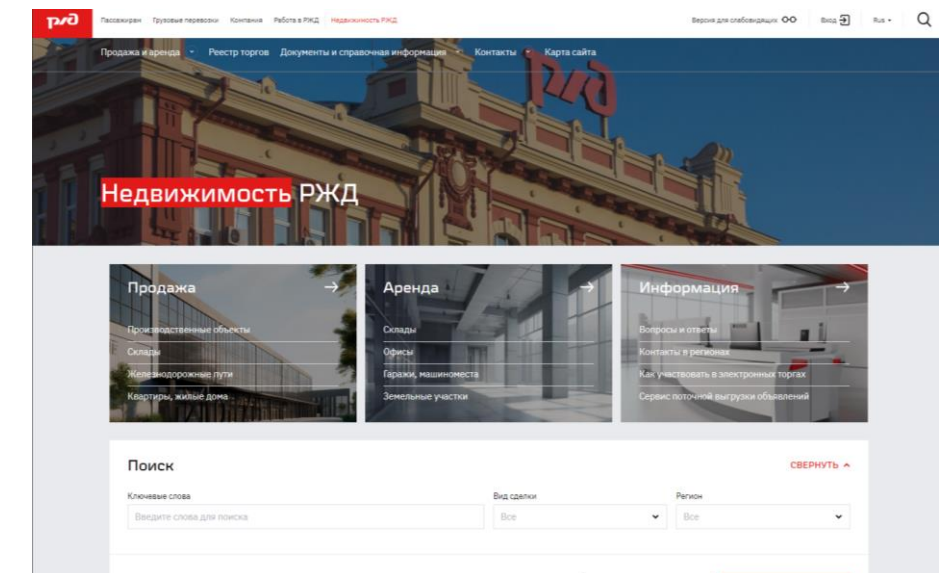 ржд Пассажирам Грузовые перевозки Компания Работа в РЖД Недвижимость РЖД Версия для слабовидящих Вход Rus
Продажа и аренда Реестр торгов Документы и справочная информация Контакты Карта сайта
ржд
Недвижимость РЖД
Продажа
Производственные объекты
Склады
Железнодорожные пути
Квартиры, жилые дома
Аренда
Склады
Офисы
Гаражи, машиноместа
Земельные участки
Информация
Вопросы и ответы
Контакты в регионах
Как участвовать в электронных торгах
Сервис поточной выгрузки объявлений
Поиск СВЕРНУТЬ
Ключевые слова Вид сделки Регион
Введите слова для поиска Все Все